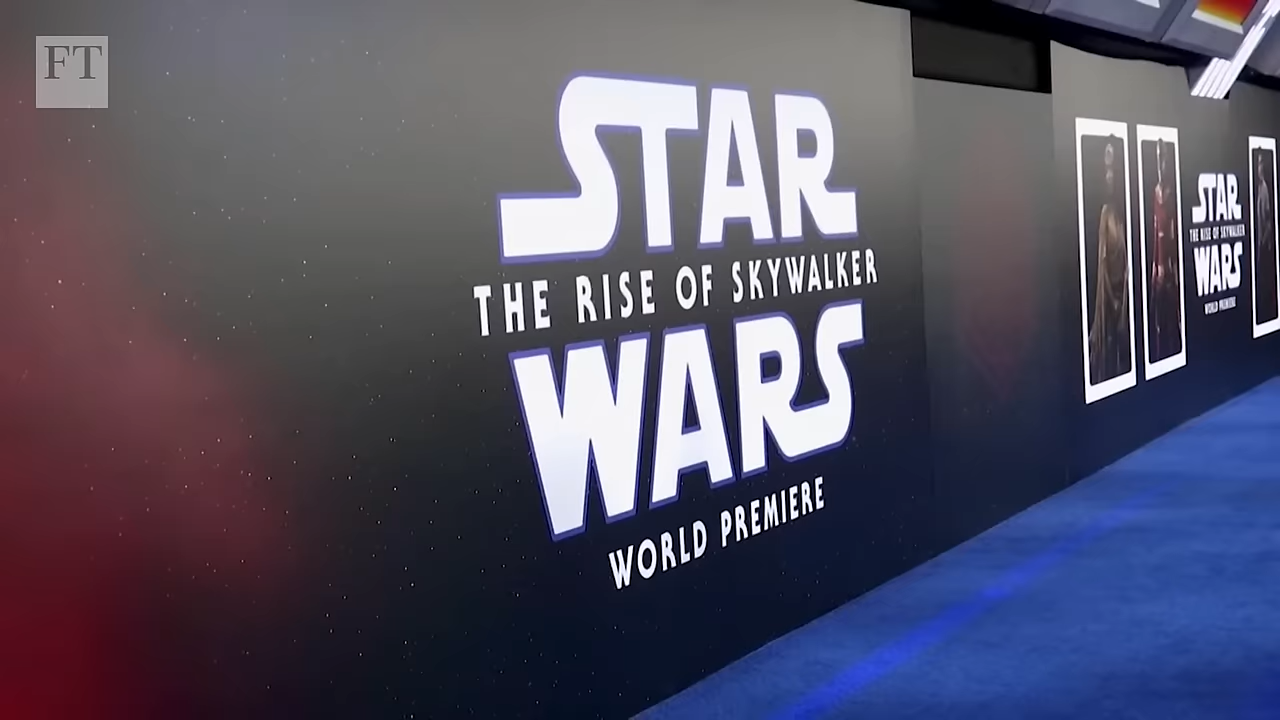 FT
STAR
THE RISE OF SKYWALKER
WARS
WORLD PREMIERE
STAR
THE RISE OF SKYWALKER
WARS
WORLD PREMIERE